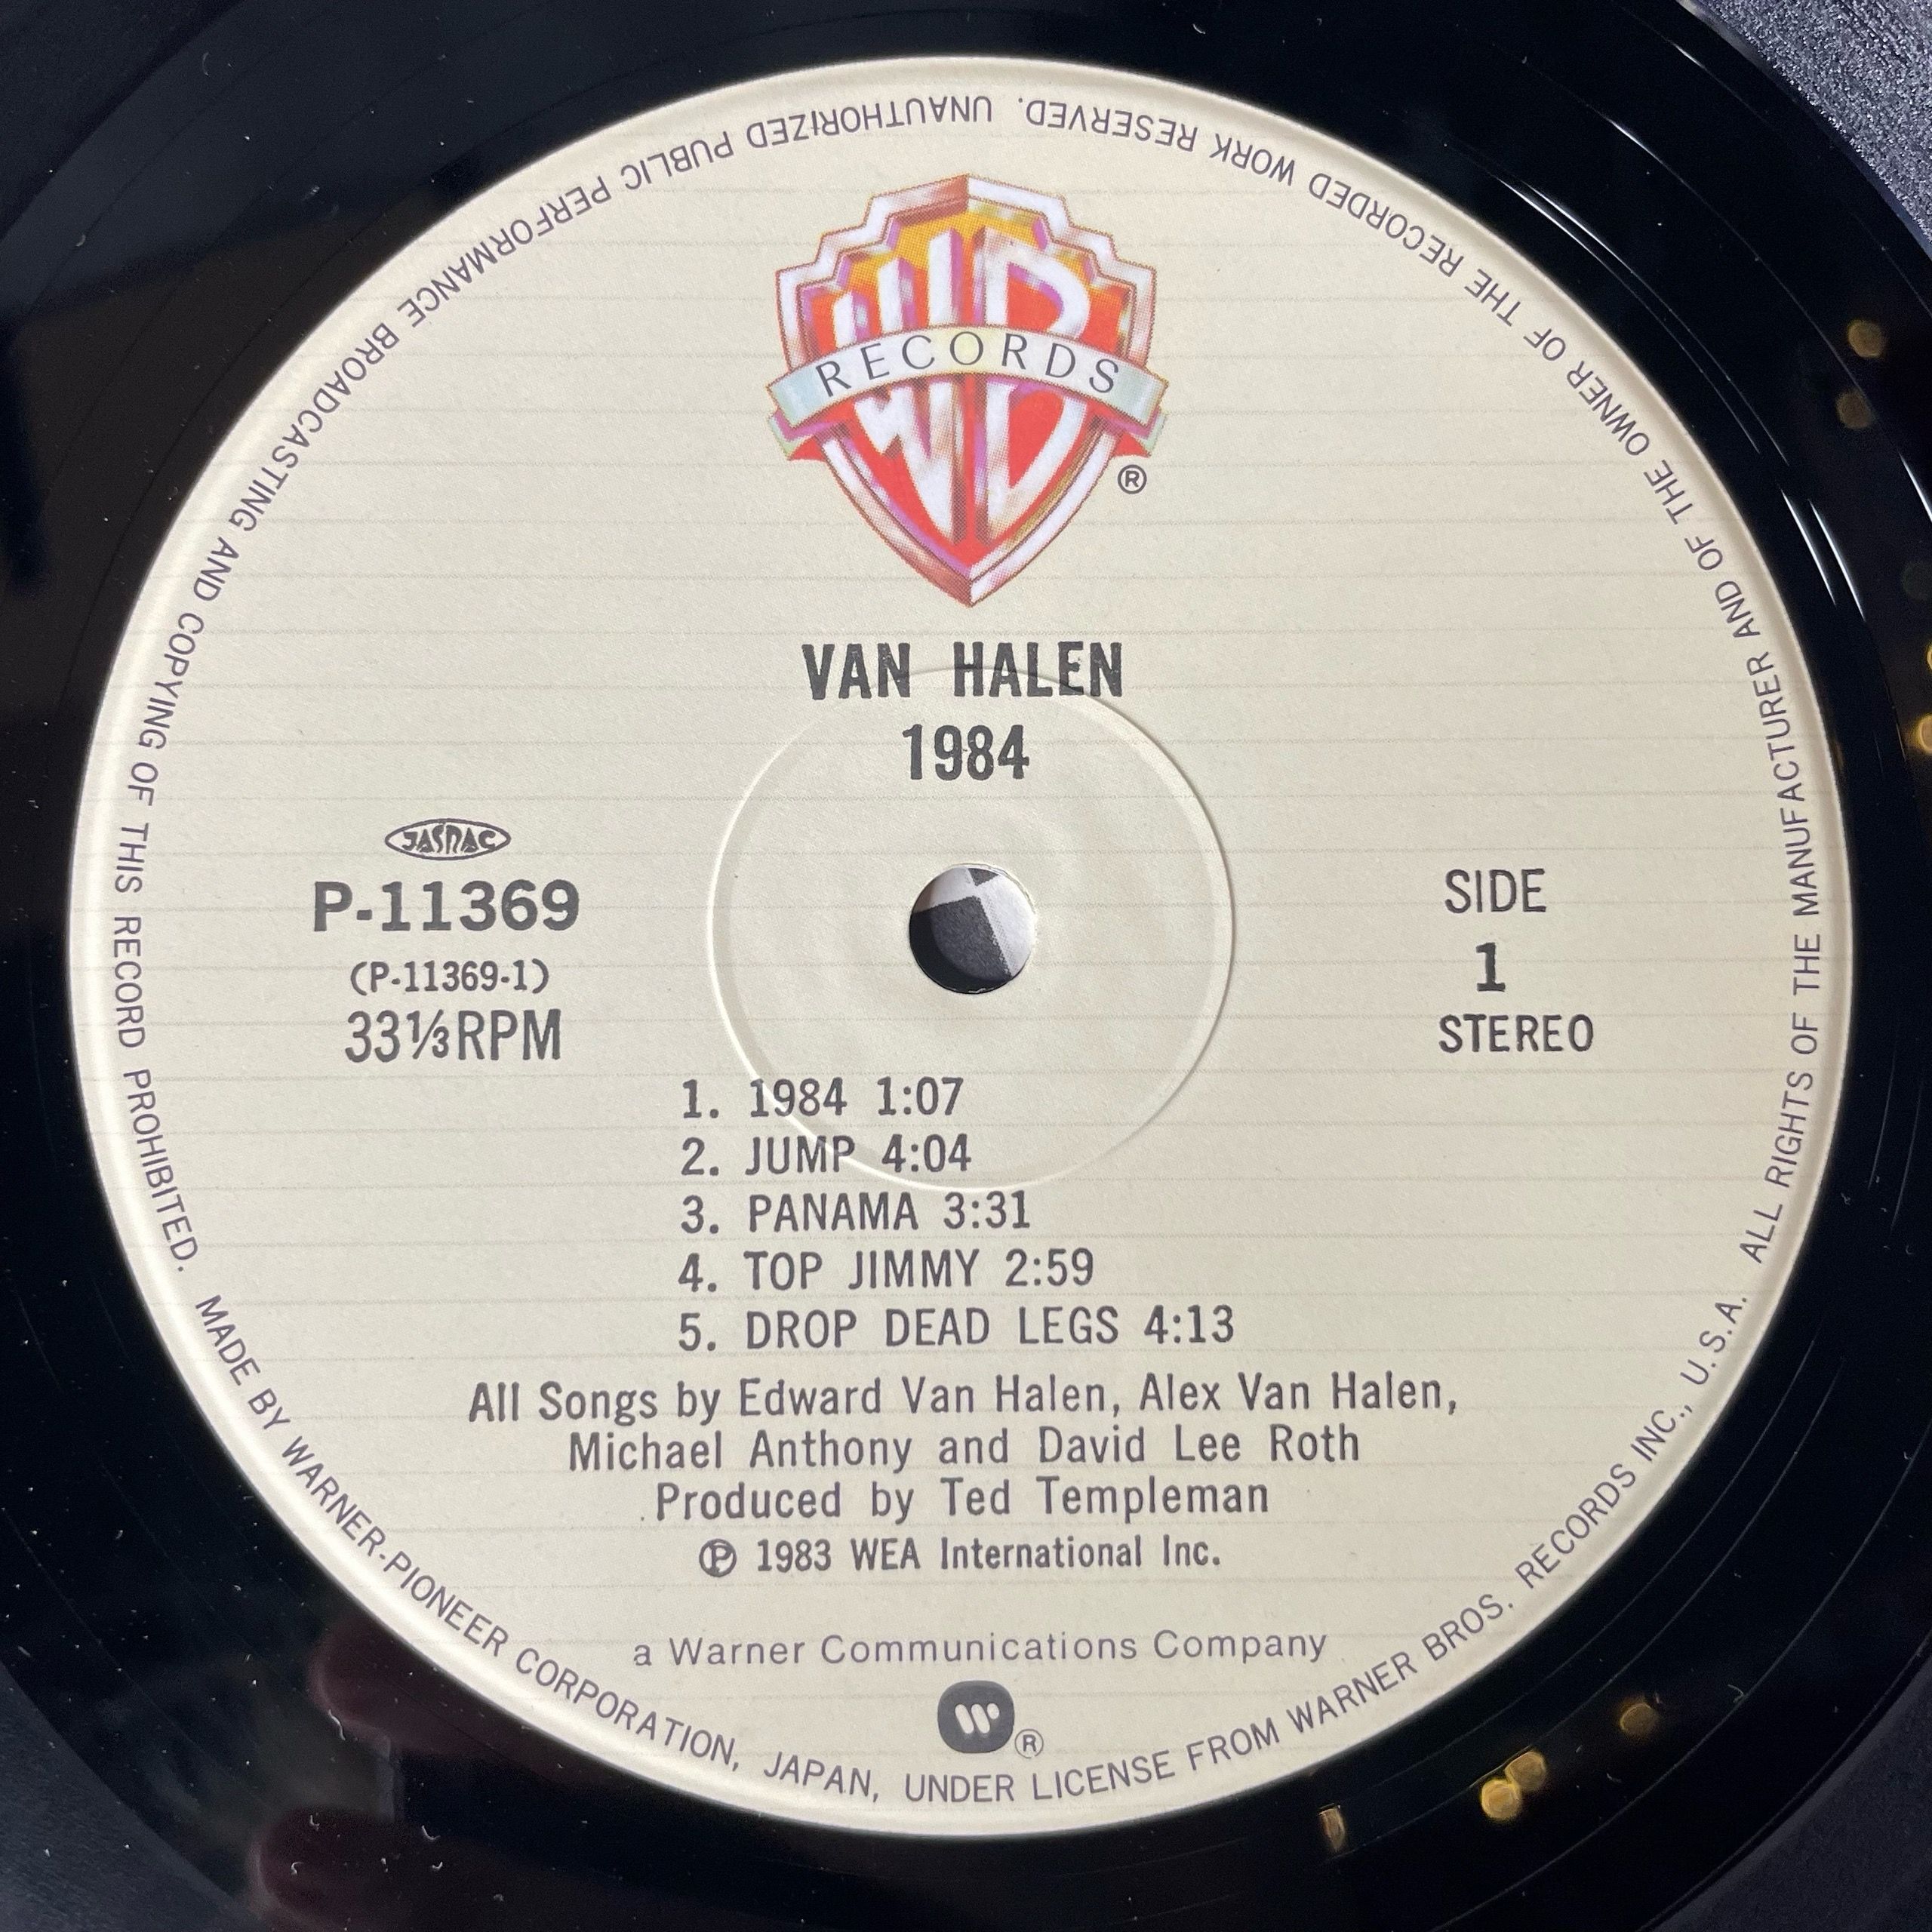 WB
RECORDS
®
VAN HALEN
1984
JASRAC
P-11369
(P-11369-1)
33⅓RPM
SIDE
1
STEREO
1. 1984 1:07
2. JUMP 4:04
3. PANAMA 3:31
4. TOP JIMMY 2:59
5. DROP DEAD LEGS 4:13
All Songs by Edward Van Halen, Alex Van Halen,
Michael Anthony and David Lee Roth
Produced by Ted Templeman
℗ 1983 WEA International Inc.
a Warner Communications Company
W®
MADE BY WARNER-PIONEER CORPORATION, JAPAN, UNDER LICENSE FROM WARNER BROS. RECORDS INC., U.S.A. ALL RIGHTS OF THE MANUFACTURER AND OF THE OWNER OF THE RECORDED WORK RESERVED. UNAUTHORIZED PUBLIC PERFORMANCE BROADCASTING AND COPYING OF THIS RECORD PROHIBITED.